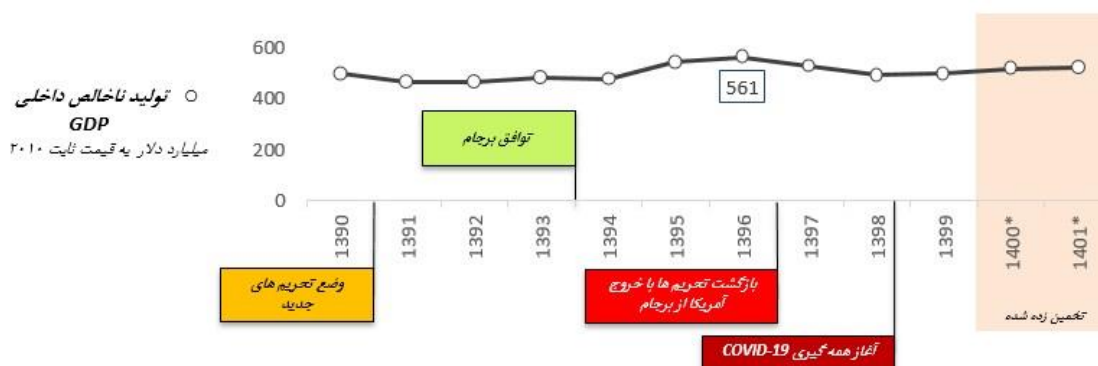 تولید ناخالص داخلی
GDP
میلیارد دلار به قیمت ثابت ۲۰۱۰
600
400
200
0
561
توافق برجام
1390
1391
1392
1393
1394
1395
1396
1397
1398
1399
1400*
1401*
وضع تحریم های
جدید
بازگشت تحریم ها با خروج
آمریکا از برجام
آغاز همه گیری COVID-19
تخمین زده شده